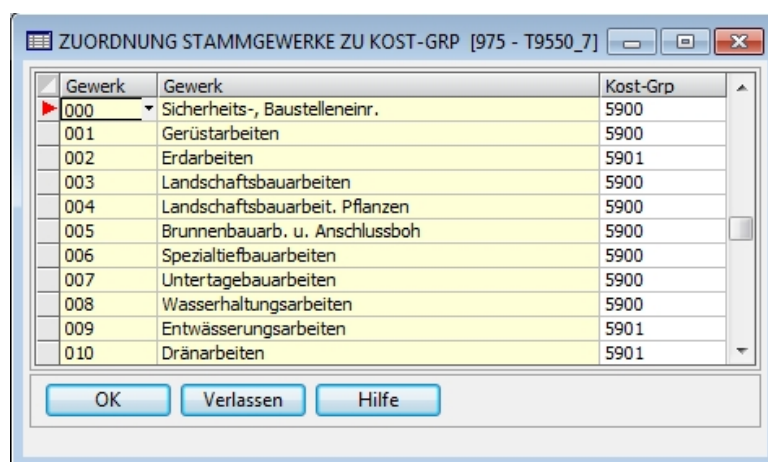 ZUORDNUNG STAMMGEWERKE ZU KOST-GRP [975 - T9550_7]
Gewerk Gewerk Kost-Grp
000 Sicherheits-, Baustelleneinr. 5900
001 Gerüstarbeiten 5900
002 Erdarbeiten 5901
003 Landschaftsbauarbeiten 5900
004 Landschaftsbauarbeit. Pflanzen 5900
005 Brunnenbauarb. u. Anschlussboh 5900
006 Spezialtiefbauarbeiten 5900
007 Untertagebauarbeiten 5900
008 Wasserhaltungsarbeiten 5900
009 Entwässerungsarbeiten 5901
010 Dränarbeiten 5901
OK Verlassen Hilfe